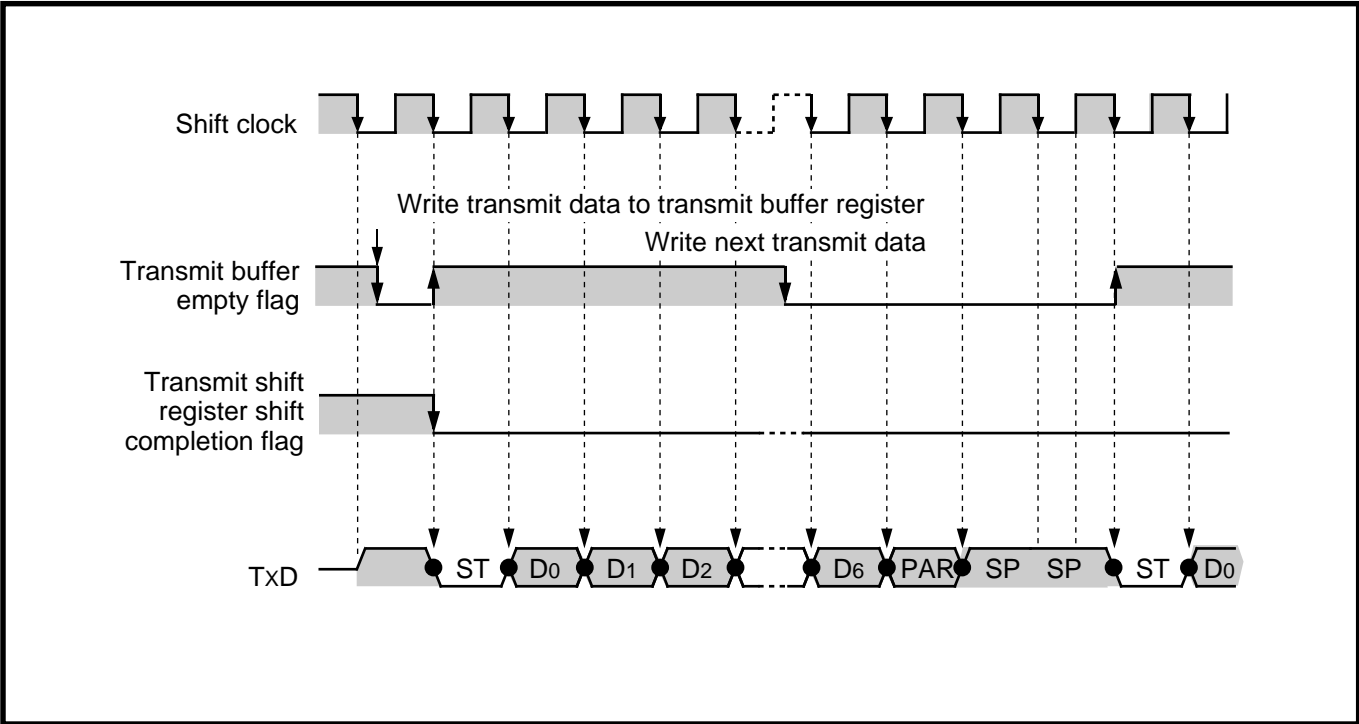 Shift clock
Write transmit data to transmit buffer register
Write next transmit data
Transmit buffer
empty flag
Transmit shift
register shift
completion flag
TxD
ST D0 D1 D2 D6 PAR SP SP ST D0